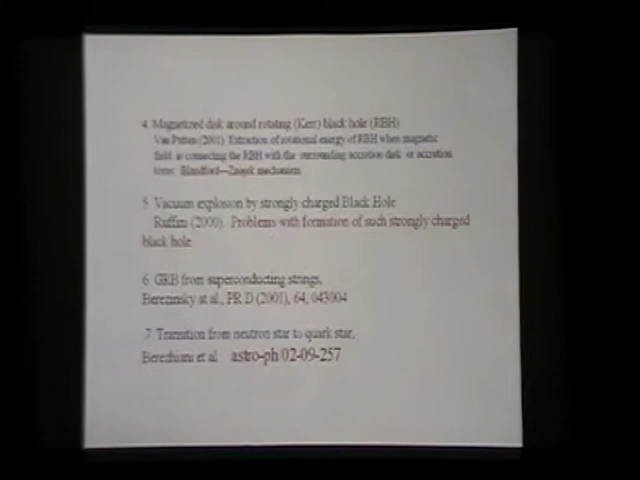 4. Magnetized disk around rotating (Kerr) black hole (RBH)
Van Putten (2001). Extraction of rotational energy of RBH when magnetic
field is connecting the RBH with the surrounding accretion disk or accretion
torus. Blandford-Znajek mechanism.
5. Vacuum explosion by strongly charged Black Hole
Ruffini (2000). Problems with formation of such strongly charged
black hole
6. GRB from superconducting strings,
Berezinsky et al., PR D (2001), 64, 043004
7. Transition from neutron star to quark star,
Berezhiani et al. astro-ph/02-09-257